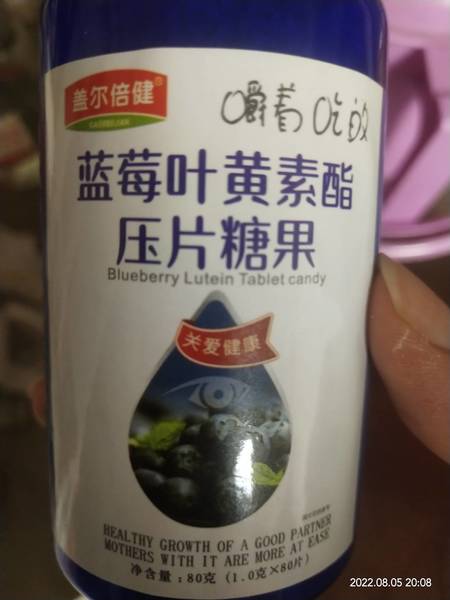 盖尔倍健®
嚼着吃的
蓝莓叶黄素酯
压片糖果
Blueberry Lutein Tablet candy
关爱健康
HEALTHY GROWTH OF A GOOD PARTNER
MOTHERS WITH IT ARE MORE AT EASE
净含量:80克(1.0克×80片)
2022.08.05 20:08